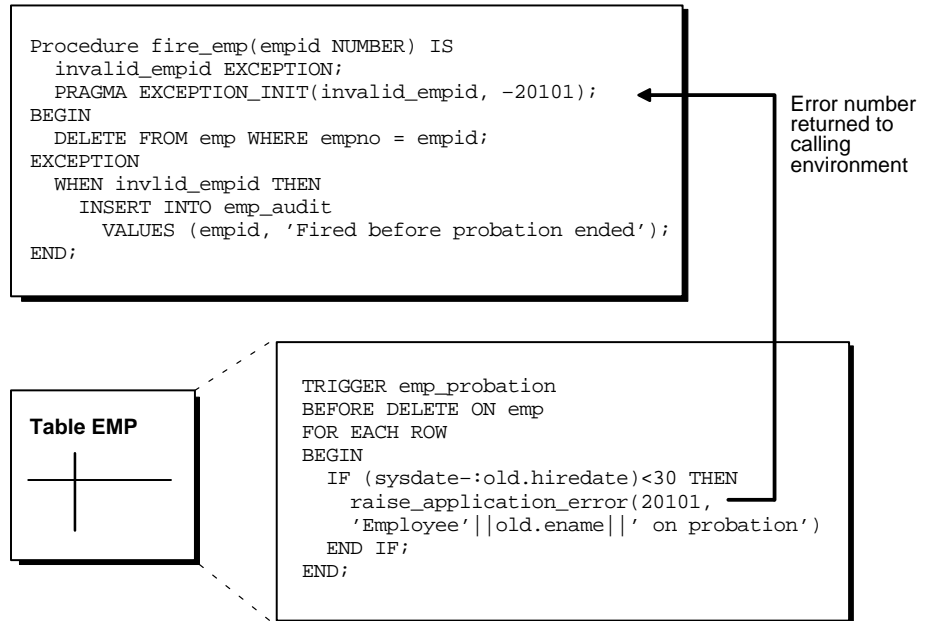 Procedure fire_emp(empid NUMBER) IS
invalid_empid EXCEPTION;
PRAGMA EXCEPTION_INIT(invalid_empid, –20101);
BEGIN
DELETE FROM emp WHERE empno = empid;
EXCEPTION
WHEN invlid_empid THEN
INSERT INTO emp_audit
VALUES (empid, ’Fired before probation ended’);
END;
Error number
returned to
calling
environment
Table EMP
TRIGGER emp_probation
BEFORE DELETE ON emp
FOR EACH ROW
BEGIN
IF (sysdate–:old.hiredate)<30 THEN
raise_application_error(20101,
’Employee’||old.ename||’ on probation’)
END IF;
END;